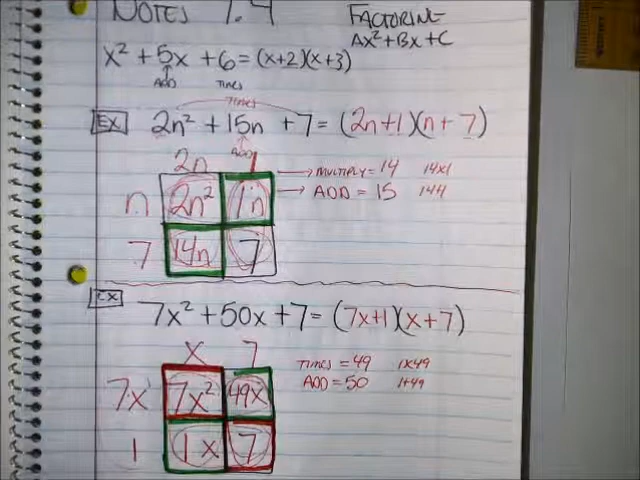 NOTES 7.4
FACTORING
Ax² + Bx + C
x² + 5x + 6 = (x+2)(x+3)
ADD TIMES
TIMES
EX 2n² + 15n + 7 = (2n+1)(n+7)
ADD
2n 1
n 2n² 1n
7 14n 7
MULTIPLY = 14 14x1
ADD = 15 14+1
EX 7x² + 50x + 7 = (7x+1)(x+7)
x 7
7x 7x² 49x
1 1x 7
TIMES = 49 1x49
ADD = 50 1+49